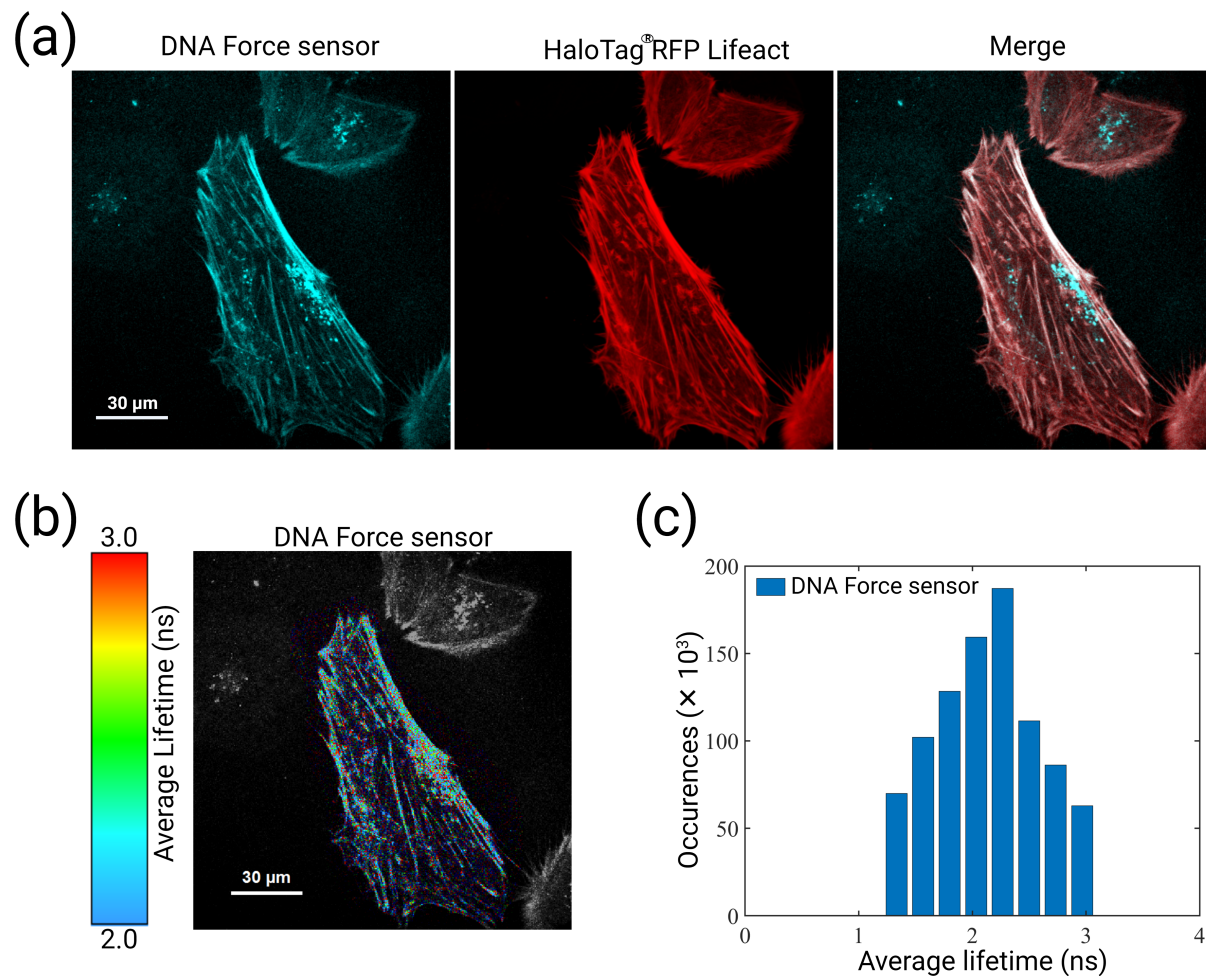 (a)
DNA Force sensor
HaloTag®RFP Lifeact
Merge
30 µm
(b)
3.0
Average Lifetime (ns)
2.0
DNA Force sensor
30 µm
(c)
200
150
100
50
0
Occurences (× 10³)
DNA Force sensor
0 1 2 3 4
Average lifetime (ns)